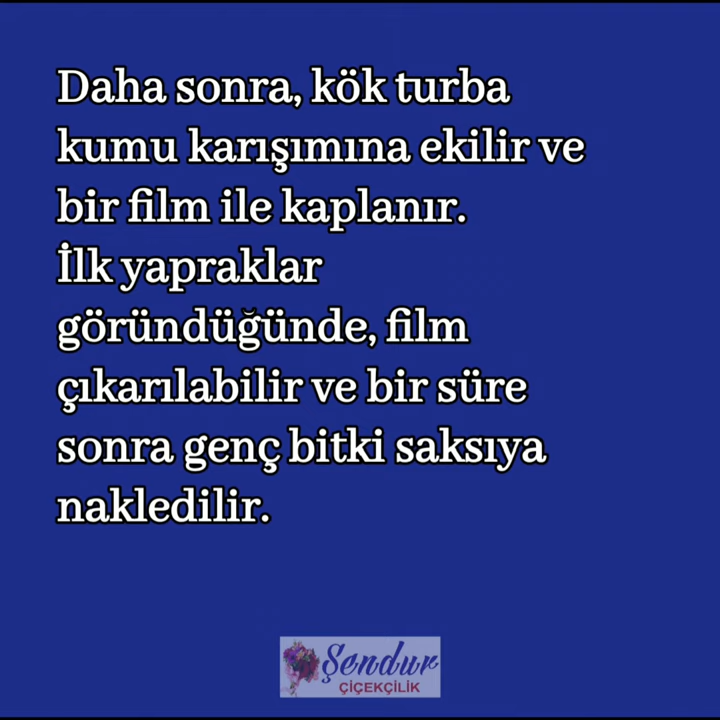 Daha sonra, kök turba
kumu karışımına ekilir ve
bir film ile kaplanır.
İlk yapraklar
göründüğünde, film
çıkarılabilir ve bir süre
sonra genç bitki saksıya
nakledilir.
Şendur
ÇİÇEKÇİLİK